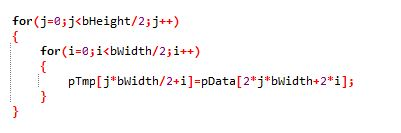 for(j=0;j<bHeight/2;j++)
{
for(i=0;i<bWidth/2;i++)
{
pTmp[j*bWidth/2+i]=pData[2*j*bWidth+2*i];
}
}